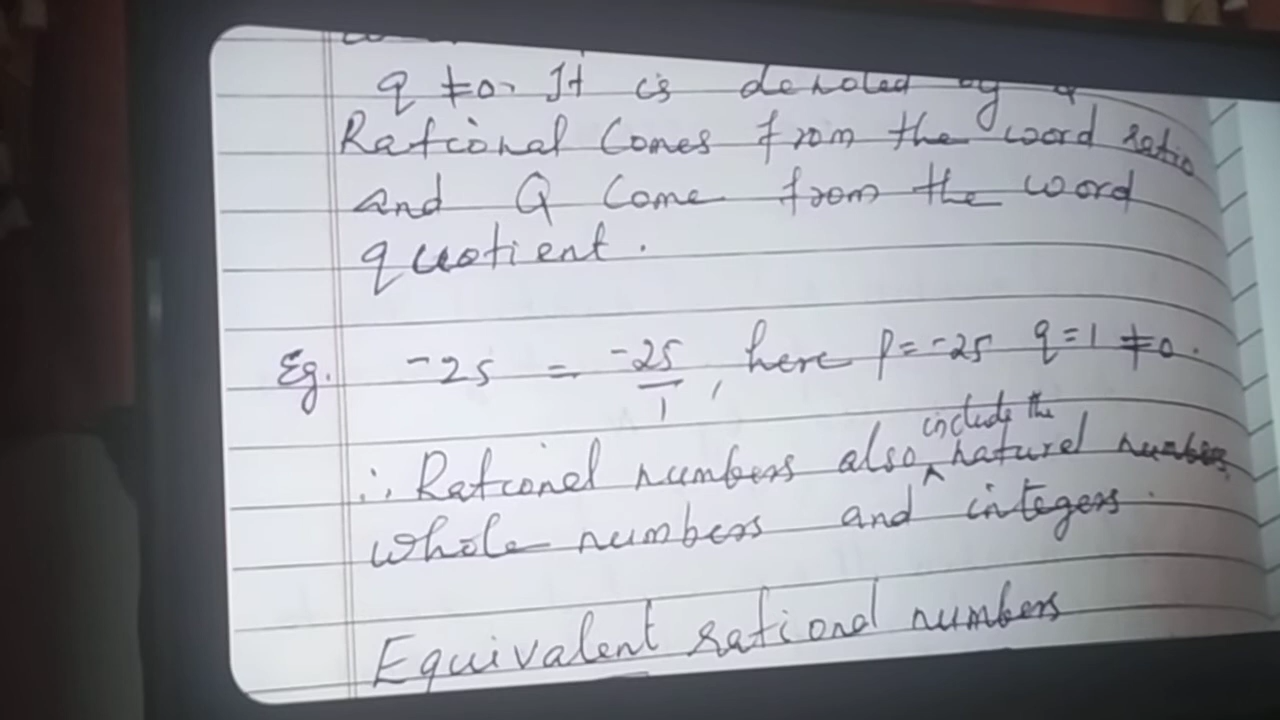 q ≠ 0. It is denoted by Q
Rational Comes from the word ratio
and Q Come from the word
quotient.
Eg. -25 = -25/1, here p = -25 q = 1 ≠ 0.
∴ Rational numbers also include the natural numbers,
whole numbers and integers.
Equivalent rational numbers